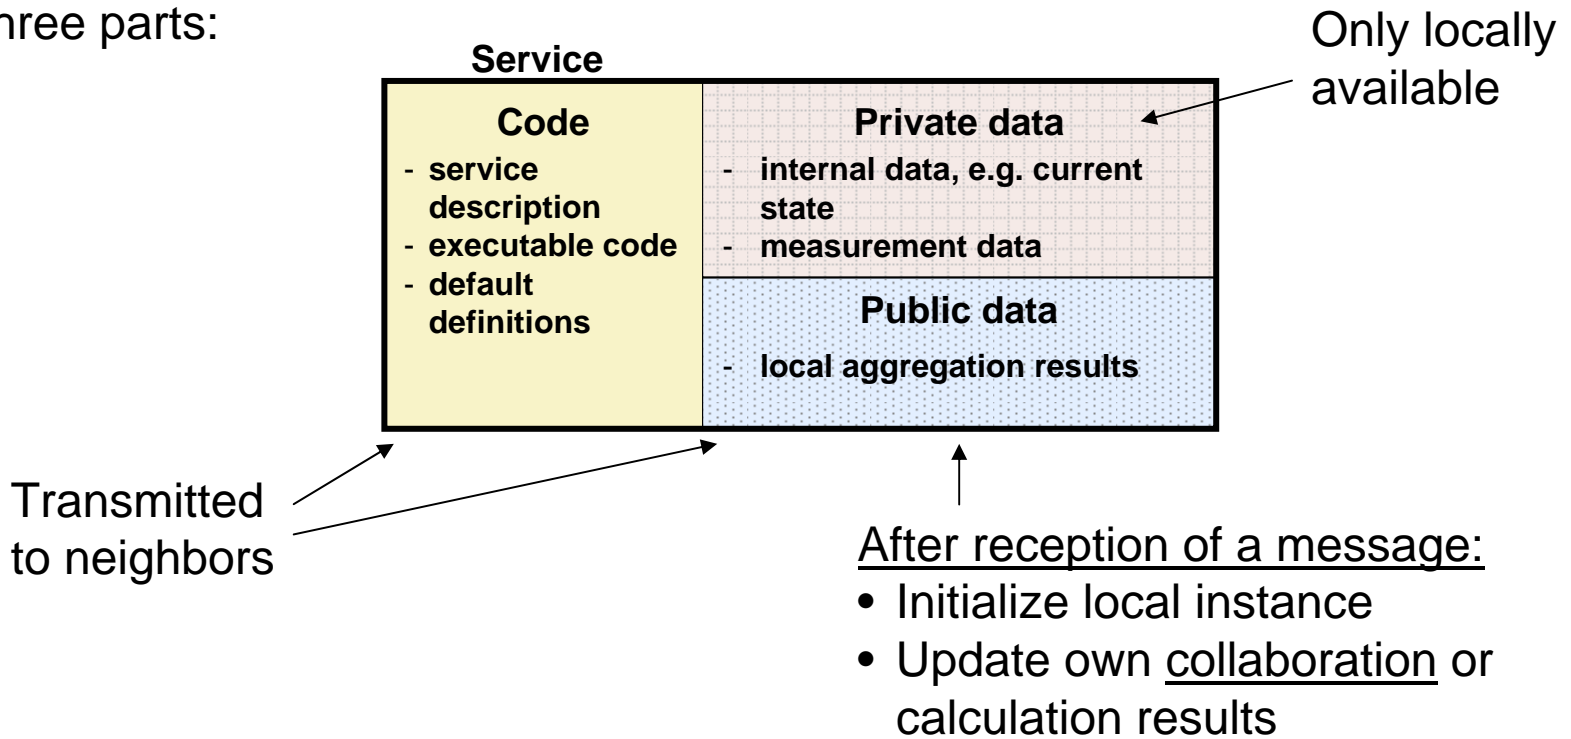 parts:
Service
Only locally
available
Code
- service
description
- executable code
- default
definitions
Private data
- internal data, e.g. current
state
- measurement data
Public data
- local aggregation results
Transmitted
to neighbors
After reception of a message:
• Initialize local instance
• Update own collaboration or
calculation results